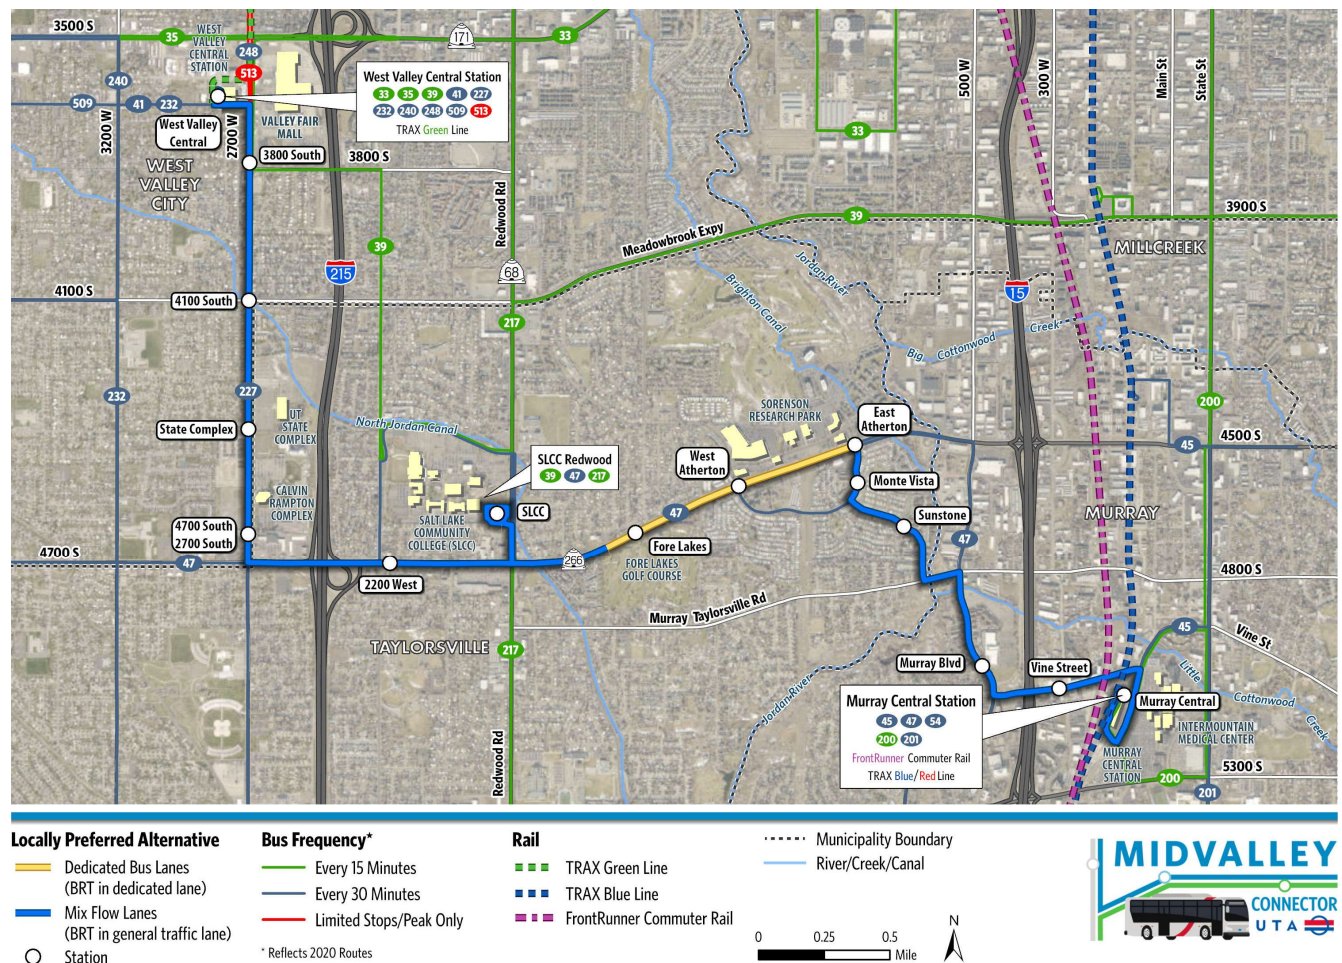 3500 S
35
WEST
VALLEY
CENTRAL
STATION
248
171
33
513
240
509
41
232
3200 W
2700 W
West Valley
Central
VALLEY FAIR
MALL
West Valley Central Station
33 35 39 41 227
232 240 248 509 513
TRAX Green Line
3800 South
3800 S
WEST
VALLEY
CITY
39
215
Redwood Rd
68
Meadowbrook Expy
39
33
500 W
300 W
Main St
State St
3900 S
MILLCREEK
Jordan River
Brighton Canal
15
Big Cottonwood Creek
4100 S
4100 South
217
232
227
State Complex
UT
STATE
COMPLEX
North Jordan Canal
CALVIN
RAMPTON
COMPLEX
4700 South
2700 South
SALT LAKE
COMMUNITY
COLLEGE (SLCC)
SLCC Redwood
39 47 217
SLCC
SORENSON
RESEARCH PARK
East
Atherton
West
Atherton
Monte Vista
Sunstone
47
200
45
4500 S
MURRAY
47
4700 S
47
2200 West
266
Fore Lakes
FORE LAKES
GOLF COURSE
4800 S
Murray Taylorsville Rd
TAYLORSVILLE
217
45
Vine St
Murray Blvd
Vine Street
Little Cottonwood Creek
Murray Central
Jordan River
Redwood Rd
Murray Central Station
45 47 54
200 201
FrontRunner Commuter Rail
TRAX Blue/Red Line
INTERMOUNTAIN
MEDICAL CENTER
MURRAY
CENTRAL
STATION
200
5300 S
201
Locally Preferred Alternative
Dedicated Bus Lanes
(BRT in dedicated lane)
Mix Flow Lanes
(BRT in general traffic lane)
Station
Bus Frequency*
Every 15 Minutes
Every 30 Minutes
Limited Stops/Peak Only
* Reflects 2020 Routes
Rail
TRAX Green Line
TRAX Blue Line
FrontRunner Commuter Rail
Municipality Boundary
River/Creek/Canal
0 0.25 0.5
Mile
N
MIDVALLEY
CONNECTOR
UTA